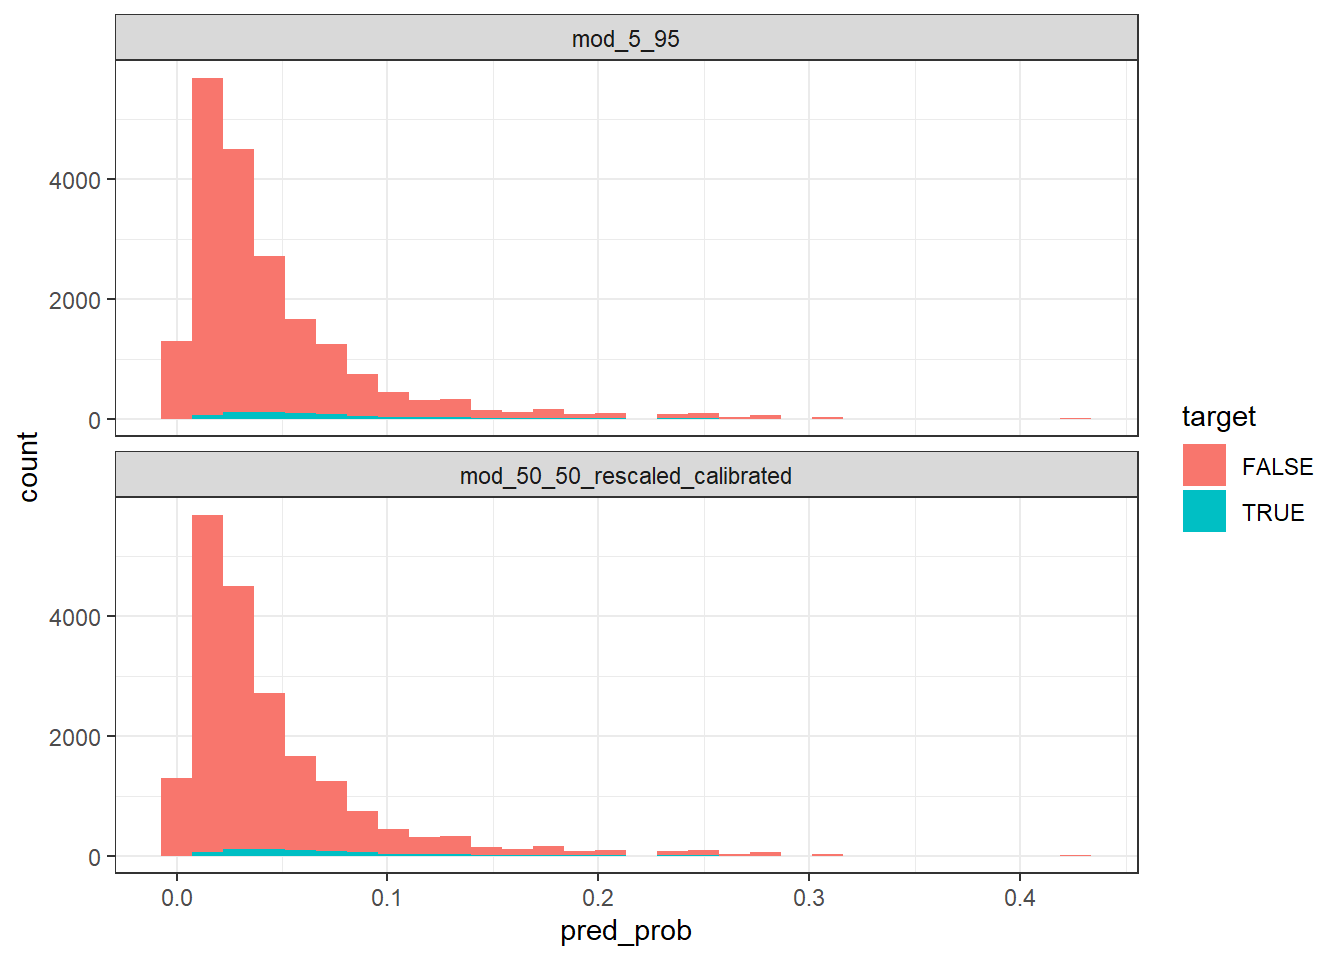 mod_5_95
4000
2000
0
mod_50_50_rescaled_calibrated
4000
2000
0
0.0 0.1 0.2 0.3 0.4
pred_prob
count
target
FALSE
TRUE